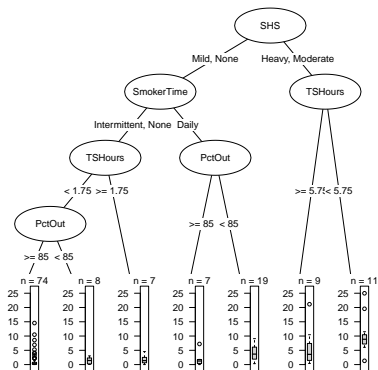 SHS
Mild, None Heavy, Moderate
SmokerTime TSHours
Intermittent, None Daily
TSHours PctOut
< 1.75 >= 1.75 >= 5.75 < 5.75
PctOut >= 85 < 85
>= 85 < 85
n = 74 n = 8 n = 7 n = 7 n = 19 n = 9 n = 11
25 25 25 25 25 25 25
20 20 20 20 20 20 20
15 15 15 15 15 15 15
10 10 10 10 10 10 10
5 5 5 5 5 5 5
0 0 0 0 0 0 0